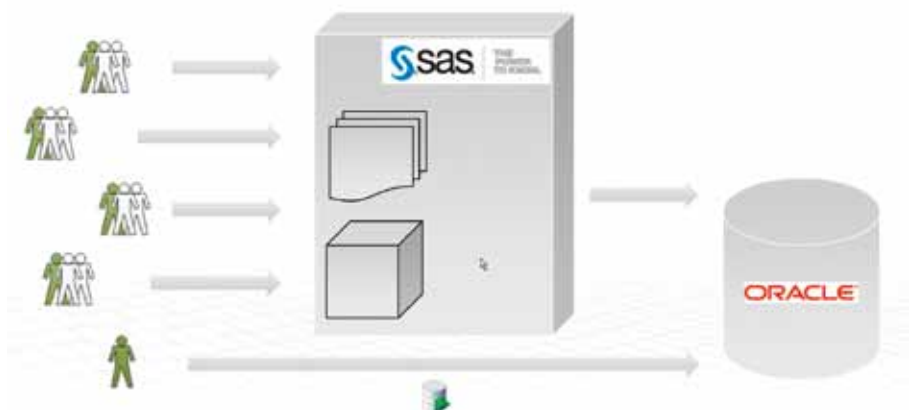 sas
THE
POWER
TO KNOW.
ORACLE